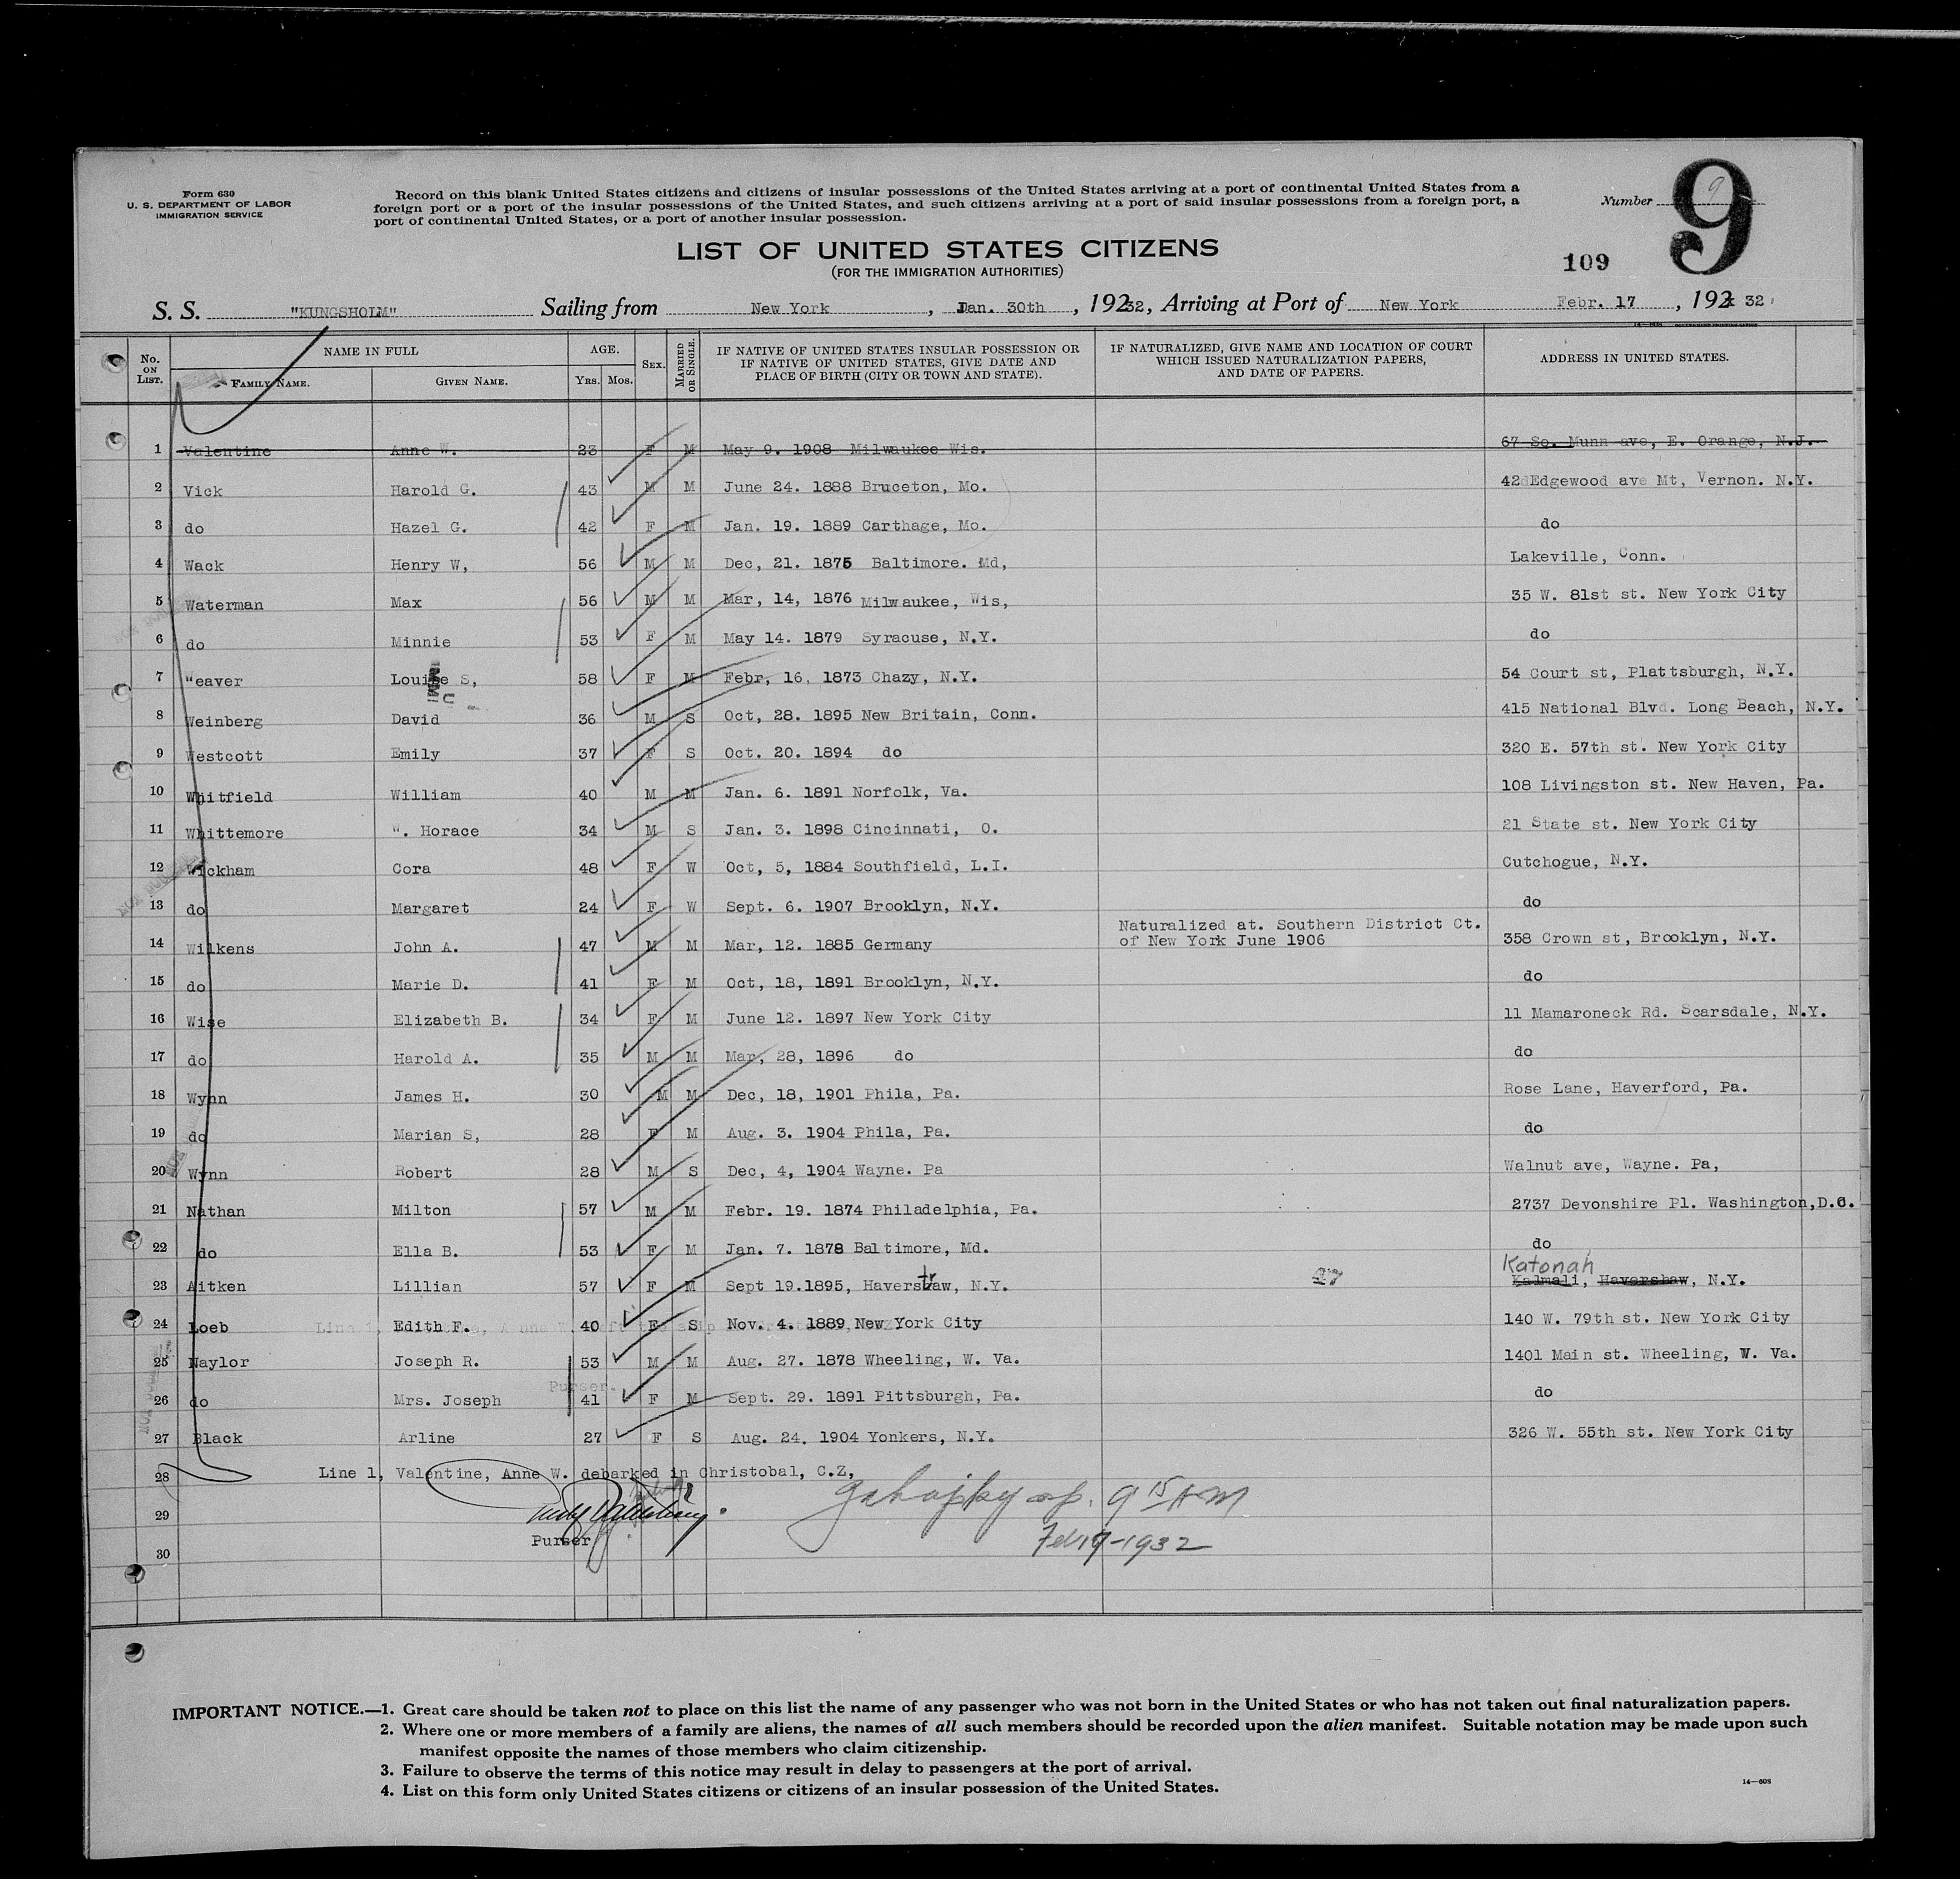 Form 630
U. S. DEPARTMENT OF LABOR
IMMIGRATION SERVICE
Record on this blank United States citizens and citizens of insular possessions of the United States arriving at a port of continental United States from a
foreign port or a port of the insular possessions of the United States, and such citizens arriving at a port of said insular possessions from a foreign port, a
port of continental United States, or a port of another insular possession.
Number 9
9
109
LIST OF UNITED STATES CITIZENS
(FOR THE IMMIGRATION AUTHORITIES)
S. S. "KUNGSHOLM" Sailing from New York, Jan. 30th, 19232, Arriving at Port of New York Febr. 17, 192 32
No. ON LIST. NAME IN FULL FAMILY NAME. GIVEN NAME. AGE. YRS. MOS. SEX. MARRIED OR SINGLE. IF NATIVE OF UNITED STATES INSULAR POSSESSION OR IF NATIVE OF UNITED STATES, GIVE DATE AND PLACE OF BIRTH (CITY OR TOWN AND STATE). IF NATURALIZED, GIVE NAME AND LOCATION OF COURT WHICH ISSUED NATURALIZATION PAPERS, AND DATE OF PAPERS. ADDRESS IN UNITED STATES.
1 Valentine Anne W. 23 F M May 9. 1908 Milwaukee Wis. 67 So. Munn ave, E. Orange, N.J.
2 Vick Harold G. 43 M M June 24. 1888 Bruceton, Mo. 42 Edgewood ave Mt, Vernon. N.Y.
3 do Hazel G. 42 F M Jan. 19. 1889 Carthage, Mo. do
4 Wack Henry W, 56 M M Dec, 21. 1875 Baltimore. Md, Lakeville, Conn.
5 Waterman Max 56 M M Mar, 14, 1876 Milwaukee, Wis, 35 W. 81st st. New York City
6 do Minnie 53 F M May 14. 1879 Syracuse, N.Y. do
7 "eaver Louise S, 58 F M Febr, 16, 1873 Chazy, N.Y. 54 Court st, Plattsburgh, N.Y.
8 Weinberg David 36 M S Oct, 28. 1895 New Britain, Conn. 415 National Blvd. Long Beach, N.Y.
9 Westcott Emily 37 F S Oct. 20. 1894 do 320 E. 57th st. New York City
10 Whitfield William 40 M M Jan. 6. 1891 Norfolk, Va. 108 Livingston st. New Haven, Pa.
11 Whittemore ". Horace 34 M S Jan. 3. 1898 Cincinnati, O. 21 State st. New York City
12 Wickham Cora 48 F W Oct, 5, 1884 Southfield, L.I. Cutchogue, N.Y.
13 do Margaret 24 F W Sept. 6. 1907 Brooklyn, N.Y. do
14 Wilkens John A. 47 M M Mar, 12. 1885 Germany Naturalized at. Southern District Ct. of New York June 1906 358 Crown st, Brooklyn, N.Y.
15 do Marie D. 41 F M Oct, 18, 1891 Brooklyn, N.Y. do
16 Wise Elizabeth B. 34 F M June 12. 1897 New York City 11 Mamaroneck Rd. Scarsdale, N.Y.
17 do Harold A. 35 M M Mar, 28, 1896 do do
18 Wynn James H. 30 M M Dec, 18, 1901 Phila, Pa. Rose Lane, Haverford, Pa.
19 do Marian S, 28 F M Aug. 3. 1904 Phila, Pa. do
20 Wynn Robert 28 M S Dec, 4, 1904 Wayne. Pa Walnut ave, Wayne. Pa,
21 Nathan Milton 57 M M Febr. 19. 1874 Philadelphia, Pa. 2737 Devonshire Pl. Washington,D.C.
22 do Ella B. 53 F M Jan. 7. 1878 Baltimore, Md. do
Katonah
23 Aitken Lillian 57 F M Sept 19.1895, Haverstraw, N.Y. 27 Kalmali, Havershaw, N.Y.
24 Loeb Edith F. 40 F S Nov. 4. 1889 New York City 140 W. 79th st. New York City
25 Naylor Joseph R. 53 M M Aug. 27. 1878 Wheeling, W. Va. 1401 Main st. Wheeling, W. Va.
Purser.
26 do Mrs. Joseph 41 F M Sept. 29. 1891 Pittsburgh, Pa. do
27 Black Arline 27 F S Aug. 24. 1904 Yonkers, N.Y. 326 W. 55th st. New York City
28 Line 1, Valentine, Anne W. debarked in Christobal, C.Z,
9 15 AM
29
Purser
Feb 17-1932
30
IMPORTANT NOTICE.—1. Great care should be taken not to place on this list the name of any passenger who was not born in the United States or who has not taken out final naturalization papers.
2. Where one or more members of a family are aliens, the names of all such members should be recorded upon the alien manifest. Suitable notation may be made upon such
manifest opposite the names of those members who claim citizenship.
3. Failure to observe the terms of this notice may result in delay to passengers at the port of arrival.
4. List on this form only United States citizens or citizens of an insular possession of the United States.
14—608